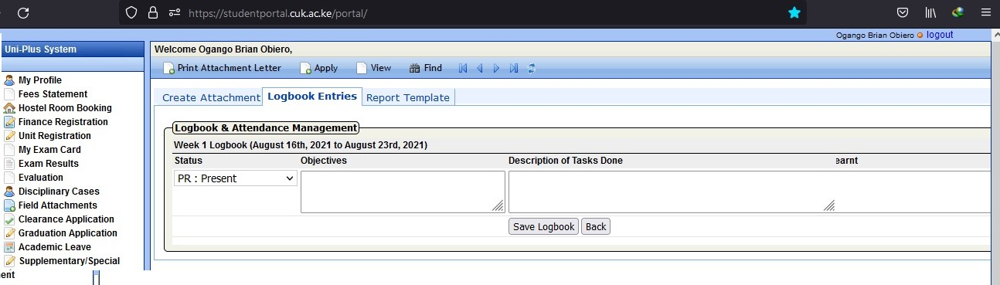 https://studentportal.cuk.ac.ke/portal/
Ogango Brian Obiero logout
Uni-Plus System
Welcome Ogango Brian Obiero,
Print Attachment Letter Apply View Find
My Profile
Fees Statement
Hostel Room Booking
Finance Registration
Unit Registration
My Exam Card
Exam Results
Evaluation
Disciplinary Cases
Field Attachments
Clearance Application
Graduation Application
Academic Leave
Supplementary/Special
ent
Create Attachment Logbook Entries Report Template
Logbook & Attendance Management
Week 1 Logbook (August 16th, 2021 to August 23rd, 2021)
Status Objectives Description of Tasks Done earnt
PR : Present
Save Logbook Back